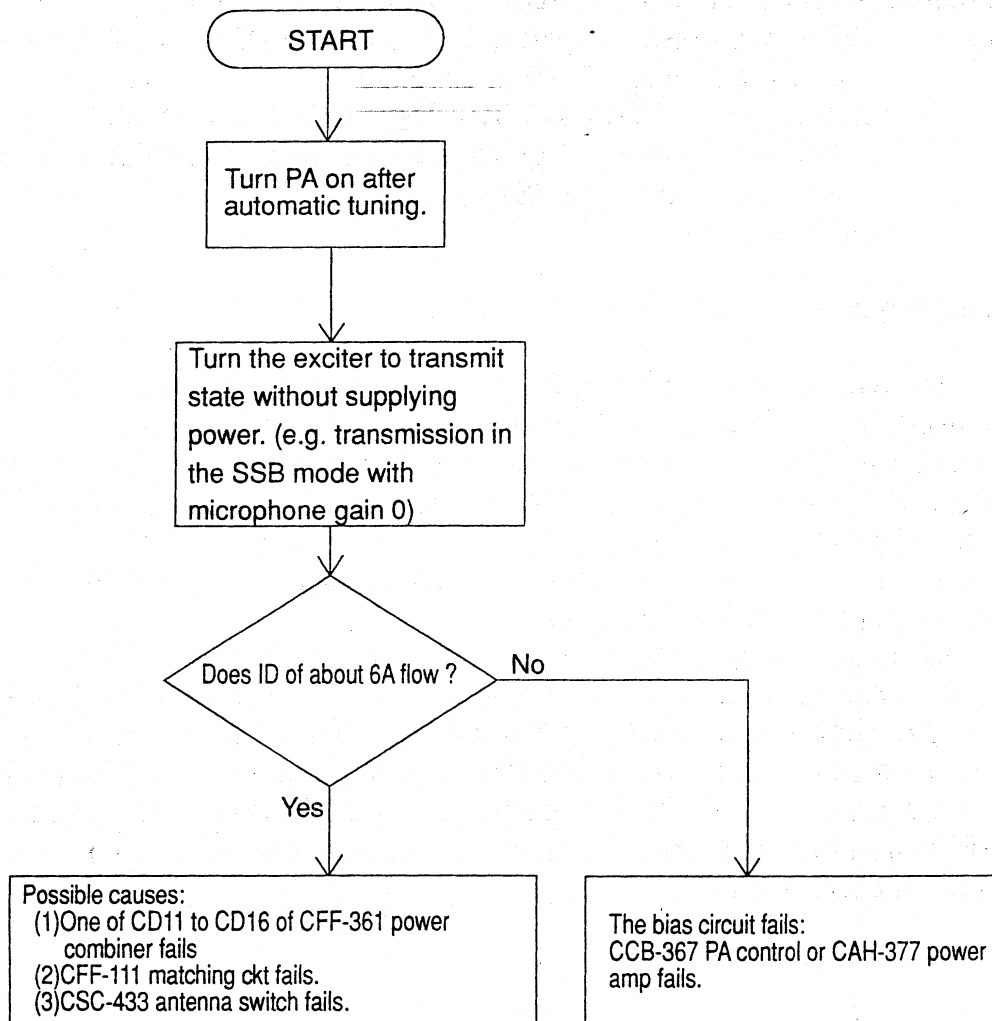 START
Turn PA on after
automatic tuning.
Turn the exciter to transmit
state without supplying
power. (e.g. transmission in
the SSB mode with
microphone gain 0)
Does ID of about 6A flow ?
No
Yes
Possible causes:
(1)One of CD11 to CD16 of CFF-361 power
combiner fails
(2)CFF-111 matching ckt fails.
(3)CSC-433 antenna switch fails.
The bias circuit fails:
CCB-367 PA control or CAH-377 power
amp fails.